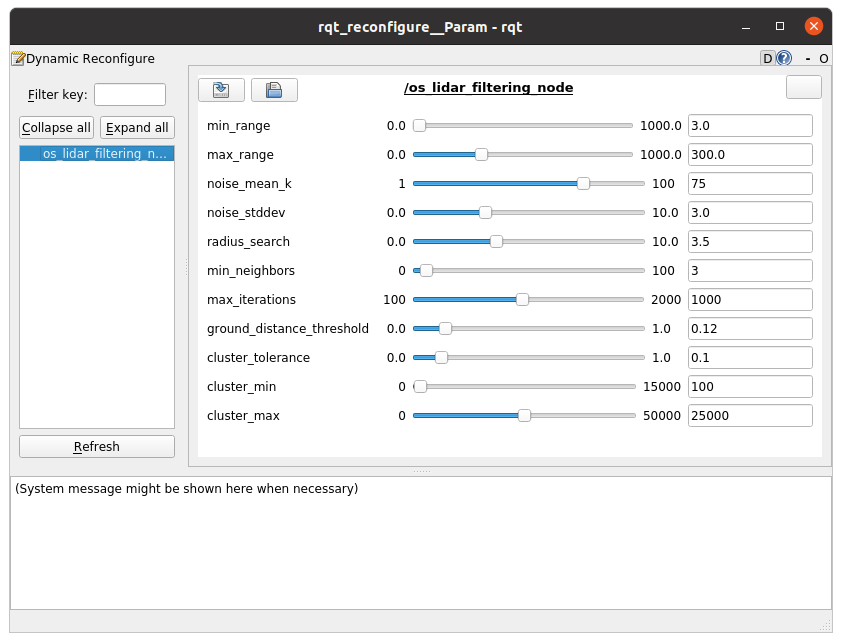 rqt_reconfigure__Param - rqt
Dynamic Reconfigure
D ? - O
Filter key:
Collapse all Expand all
os_lidar_filtering_n...
Refresh
/os_lidar_filtering_node
min_range 0.0 1000.0 3.0
max_range 0.0 1000.0 300.0
noise_mean_k 1 100 75
noise_stddev 0.0 10.0 3.0
radius_search 0.0 10.0 3.5
min_neighbors 0 100 3
max_iterations 100 2000 1000
ground_distance_threshold 0.0 1.0 0.12
cluster_tolerance 0.0 1.0 0.1
cluster_min 0 15000 100
cluster_max 0 50000 25000
(System message might be shown here when necessary)